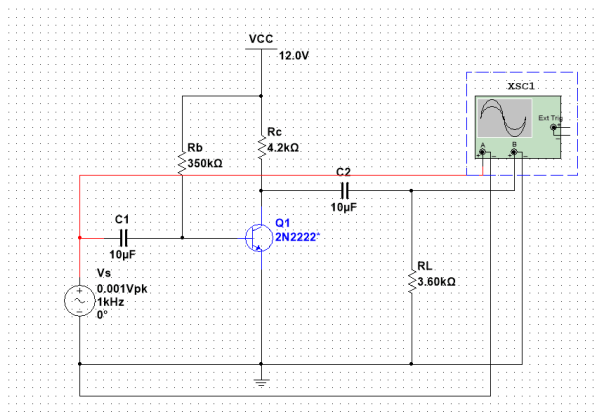 VCC
12.0V
XSC1
Ext Trig
+
_
A
B
+ _ + _
Rb
350kΩ
Rc
4.2kΩ
C2
10µF
C1
10µF
Q1
2N2222*
Vs
0.001Vpk
1kHz
0°
RL
3.60kΩ